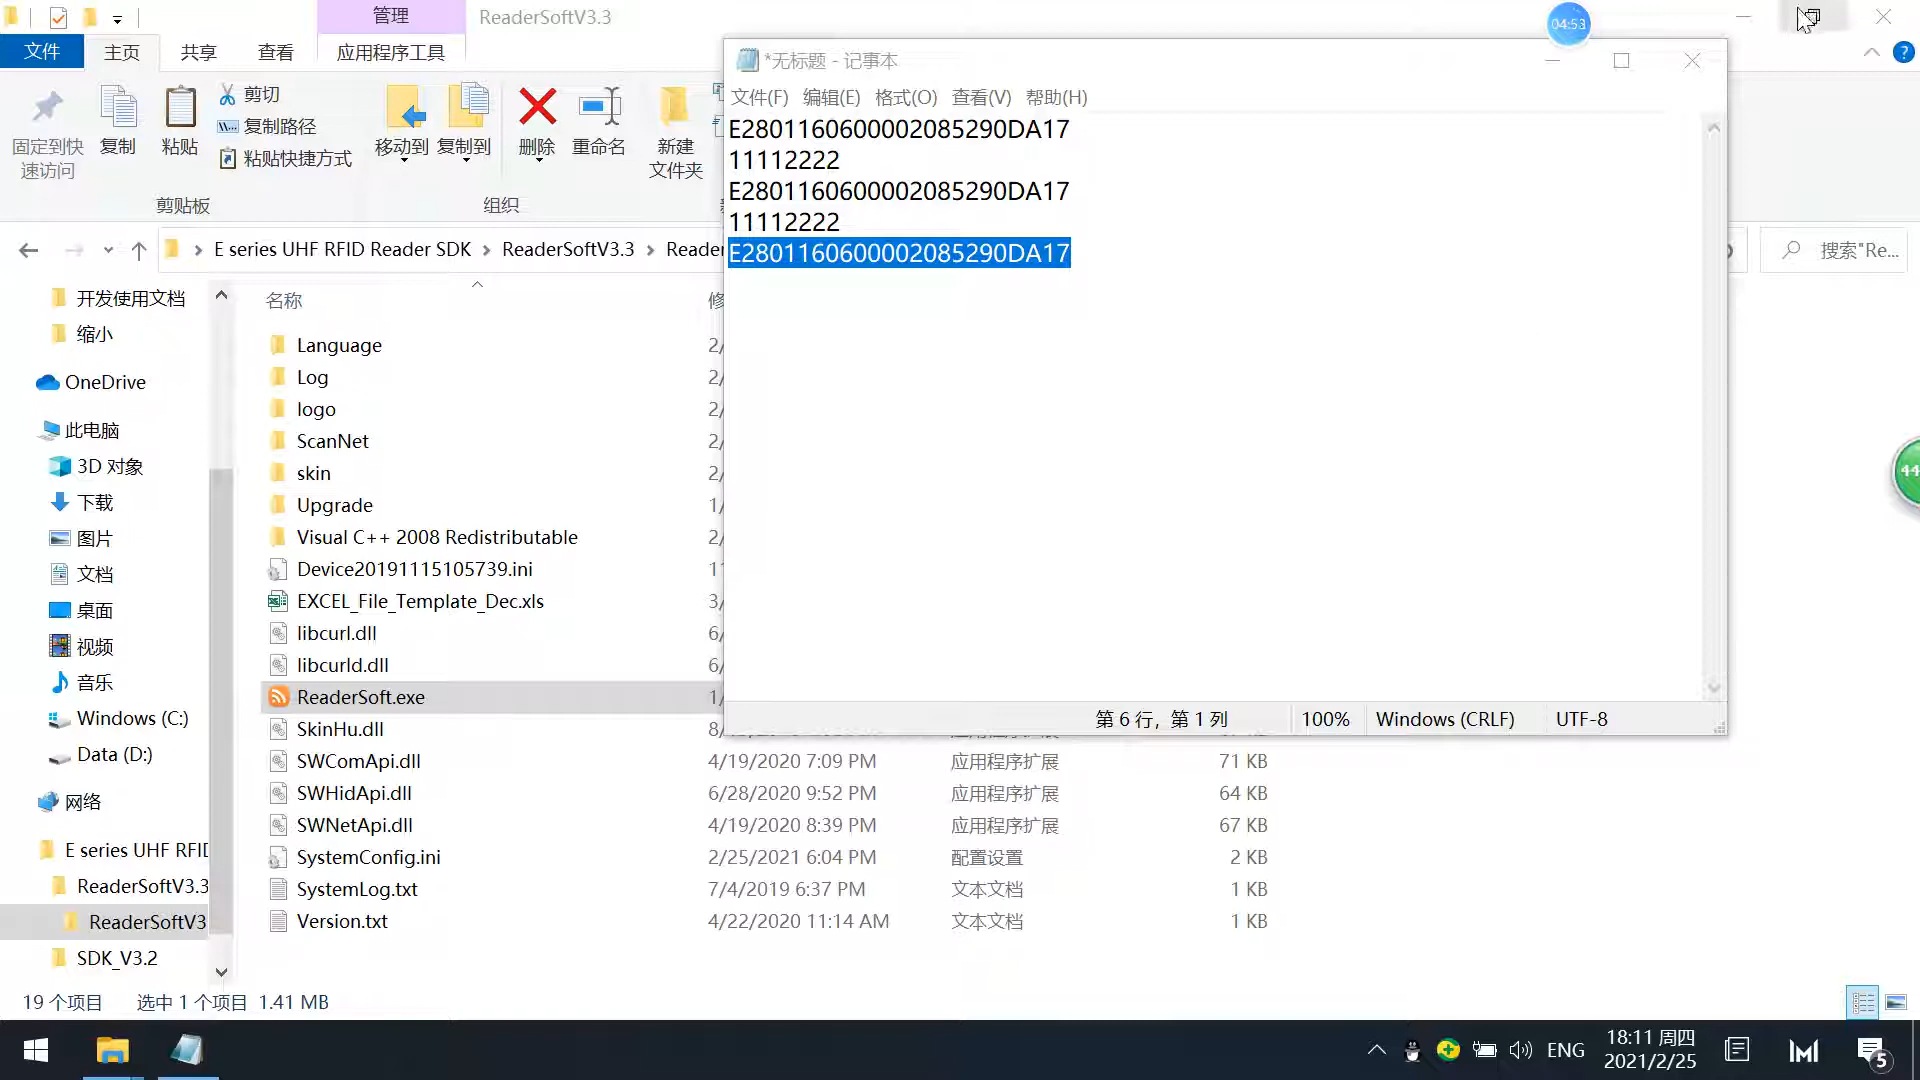 管理
ReaderSoftV3.3
04:53
文件
主页
共享
查看
应用程序工具
固定到快
速访问
复制
粘贴
剪切
复制路径
粘贴快捷方式
移动到
复制到
删除
重命名
新建
文件夹
剪贴板
组织
E series UHF RFID Reader SDK
ReaderSoftV3.3
搜索"Re...
*无标题 - 记事本
文件(F)
编辑(E)
格式(O)
查看(V)
帮助(H)
E2801160600002085290DA17
11112222
E2801160600002085290DA17
11112222
E2801160600002085290DA17
第 6 行，第 1 列
100%
Windows (CRLF)
UTF-8
开发使用文档
缩小
OneDrive
此电脑
3D 对象
下载
图片
文档
桌面
视频
音乐
Windows (C:)
Data (D:)
网络
E series UHF RFID
ReaderSoftV3.3
ReaderSoftV3
SDK_V3.2
名称
Language
Log
logo
ScanNet
skin
Upgrade
Visual C++ 2008 Redistributable
Device20191115105739.ini
EXCEL_File_Template_Dec.xls
libcurl.dll
libcurld.dll
ReaderSoft.exe
SkinHu.dll
SWComApi.dll 4/19/2020 7:09 PM 应用程序扩展 71 KB
SWHidApi.dll 6/28/2020 9:52 PM 应用程序扩展 64 KB
SWNetApi.dll 4/19/2020 8:39 PM 应用程序扩展 67 KB
SystemConfig.ini 2/25/2021 6:04 PM 配置设置 2 KB
SystemLog.txt 7/4/2019 6:37 PM 文本文档 1 KB
Version.txt 4/22/2020 11:14 AM 文本文档 1 KB
44
19 个项目
选中 1 个项目 1.41 MB
ENG
18:11 周四
2021/2/25
5